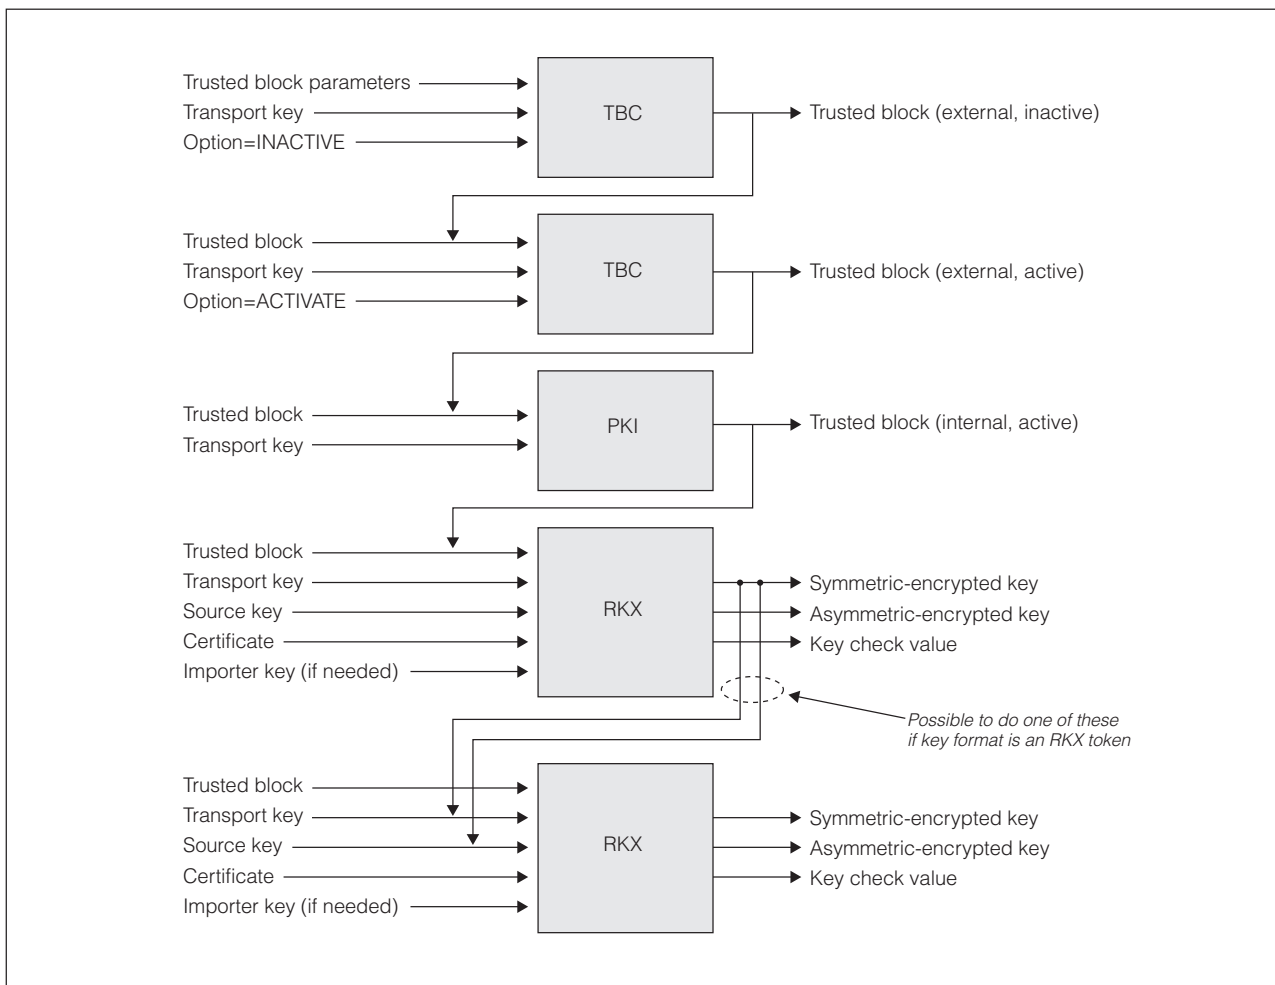 Trusted block parameters
Transport key
Option=INACTIVE
TBC
Trusted block (external, inactive)
Trusted block
Transport key
Option=ACTIVATE
TBC
Trusted block (external, active)
Trusted block
Transport key
PKI
Trusted block (internal, active)
Trusted block
Transport key
Source key
Certificate
Importer key (if needed)
RKX
Symmetric-encrypted key
Asymmetric-encrypted key
Key check value
Possible to do one of these
if key format is an RKX token
Trusted block
Transport key
Source key
Certificate
Importer key (if needed)
RKX
Symmetric-encrypted key
Asymmetric-encrypted key
Key check value